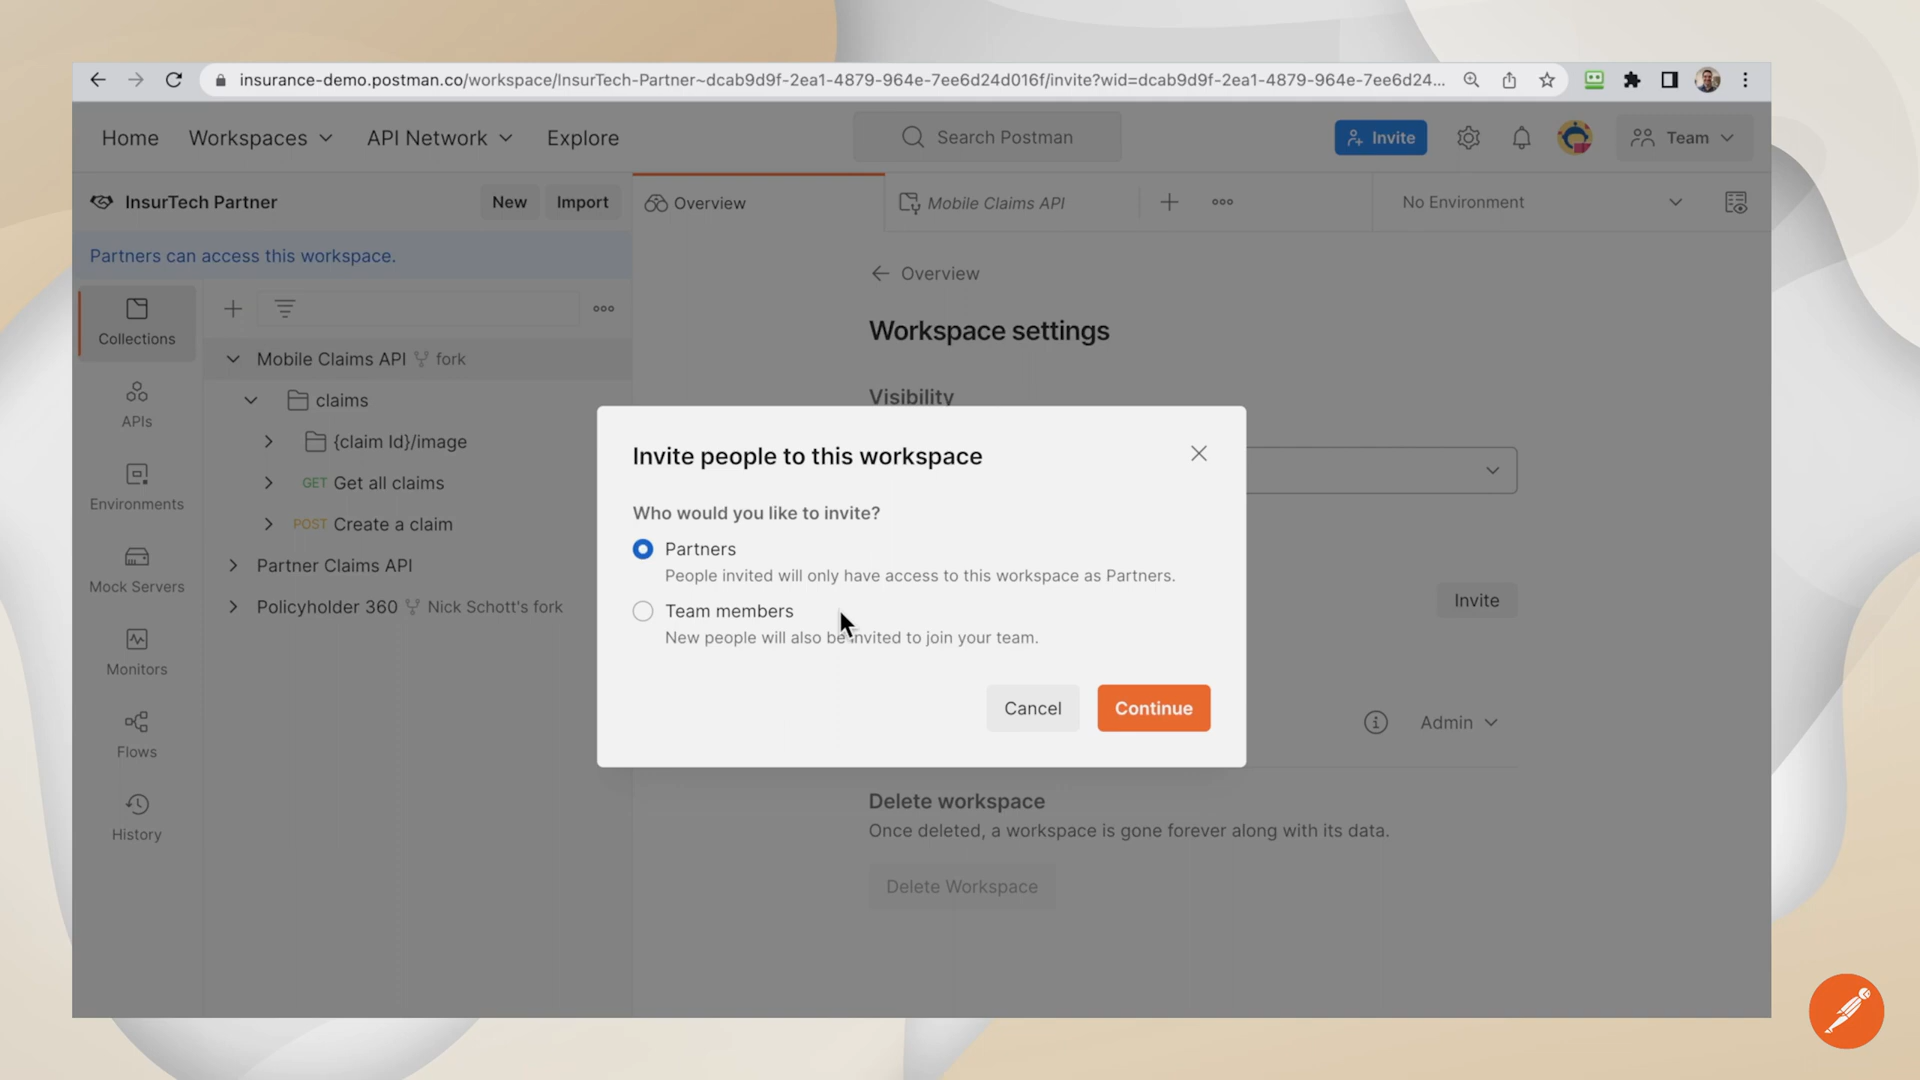 insurance-demo.postman.co/workspace/InsurTech-Partner~dcab9d9f-2ea1-4879-964e-7ee6d24d016f/invite?wid=dcab9d9f-2ea1-4879-964e-7ee6d24...
Home Workspaces API Network Explore Search Postman Invite Team
InsurTech Partner New Import Overview Mobile Claims API No Environment
Partners can access this workspace.
Overview
Workspace settings
Visibility
Collections
APIs
Environments
Mock Servers
Monitors
Flows
History
Mobile Claims API fork
claims
{claim Id}/image
GET Get all claims
POST Create a claim
Partner Claims API
Policyholder 360 Nick Schott's fork
Invite people to this workspace
Who would you like to invite?
Partners
People invited will only have access to this workspace as Partners.
Team members
New people will also be invited to join your team.
Cancel Continue
Invite
Admin
Delete workspace
Once deleted, a workspace is gone forever along with its data.
Delete Workspace